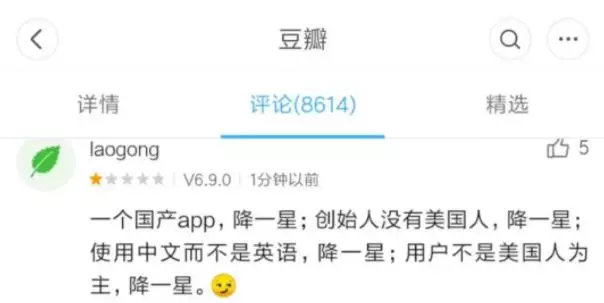 豆瓣
详情 评论(8614) 精选
laogong 5
V6.9.0 1分钟以前
一个国产app，降一星；创始人没有美国人，降一星；
使用中文而不是英语，降一星；用户不是美国人为
主，降一星。😏